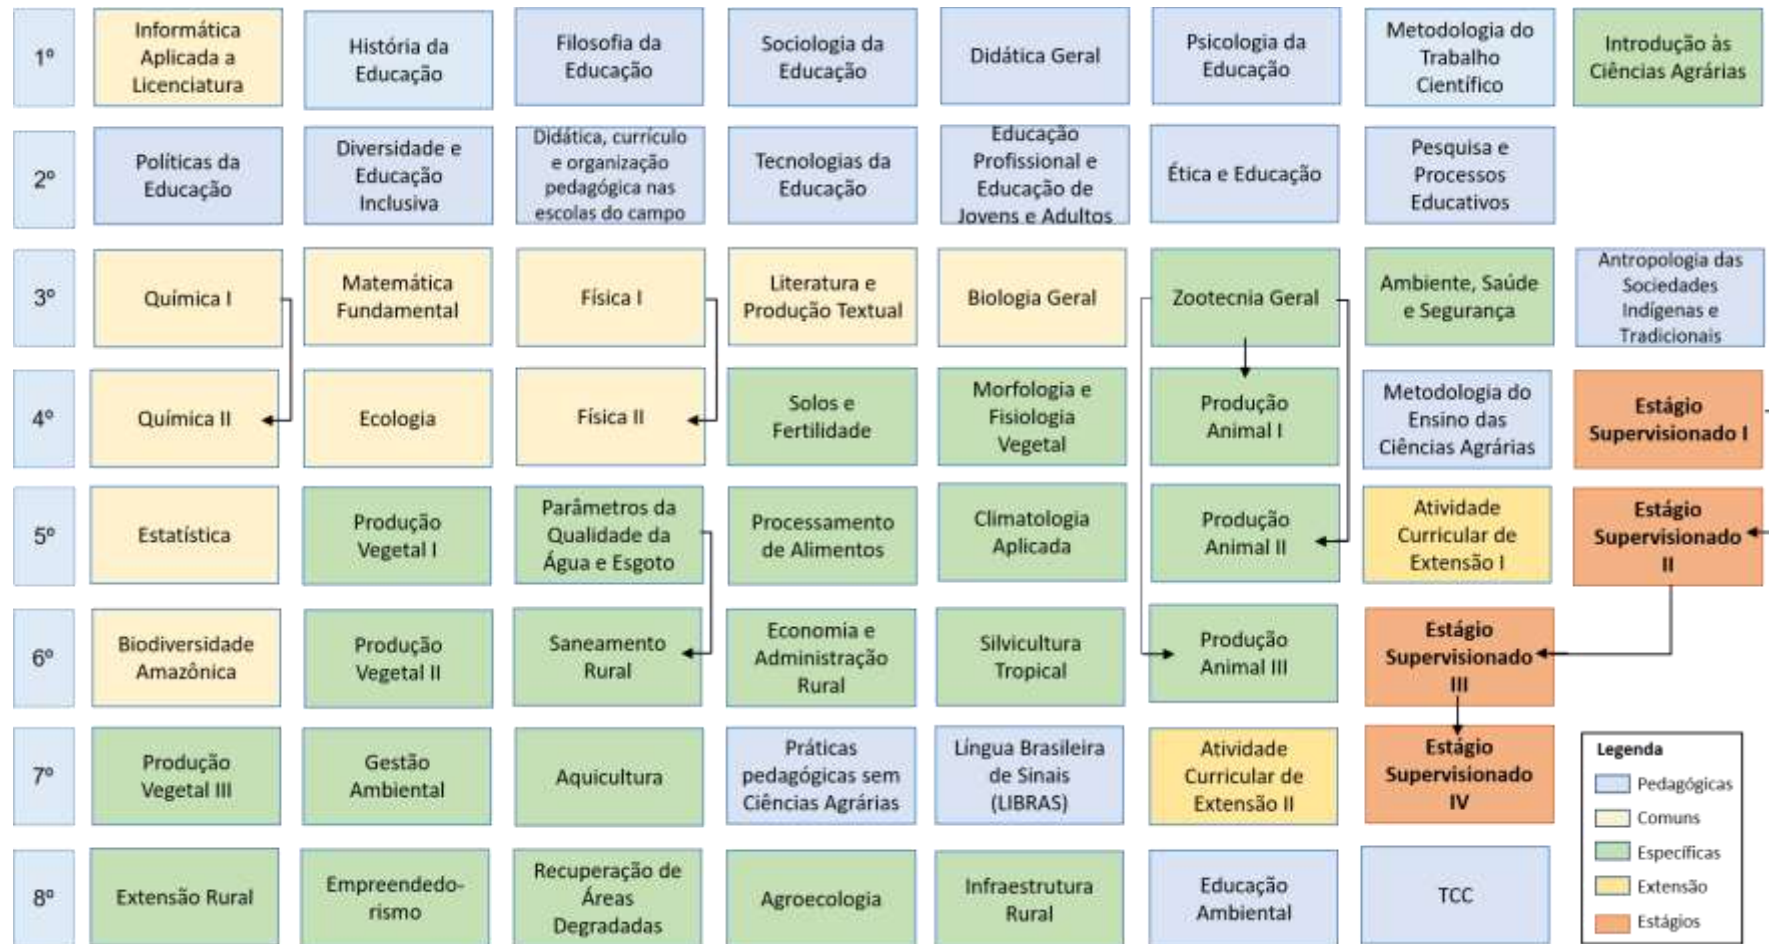 1º
Informática
Aplicada a
Licenciatura
História da
Educação
Filosofia da
Educação
Sociologia da
Educação
Didática Geral
Psicologia da
Educação
Metodologia do
Trabalho
Científico
Introdução às
Ciências Agrárias
2º
Políticas da
Educação
Diversidade e
Educação
Inclusiva
Didática, currículo
e organização
pedagógica nas
escolas do campo
Tecnologias da
Educação
Educação
Profissional e
Educação de
Jovens e Adultos
Ética e Educação
Pesquisa e
Processos
Educativos
3º
Química I
Matemática
Fundamental
Física I
Literatura e
Produção Textual
Biologia Geral
Zootecnia Geral
Ambiente, Saúde
e Segurança
Antropologia das
Sociedades
Indígenas e
Tradicionais
4º
Química II
Ecologia
Física II
Solos e
Fertilidade
Morfologia e
Fisiologia
Vegetal
Produção
Animal I
Metodologia do
Ensino das
Ciências Agrárias
Estágio
Supervisionado I
5º
Estatística
Produção
Vegetal I
Parâmetros da
Qualidade da
Água e Esgoto
Processamento
de Alimentos
Climatologia
Aplicada
Produção
Animal II
Atividade
Curricular de
Extensão I
Estágio
Supervisionado
II
6º
Biodiversidade
Amazônica
Produção
Vegetal II
Saneamento
Rural
Economia e
Administração
Rural
Silvicultura
Tropical
Produção
Animal III
Estágio
Supervisionado
III
7º
Produção
Vegetal III
Gestão
Ambiental
Aquicultura
Práticas
pedagógicas sem
Ciências Agrárias
Língua Brasileira
de Sinais
(LIBRAS)
Atividade
Curricular de
Extensão II
Estágio
Supervisionado
IV
Legenda
Pedagógicas
Comuns
Específicas
Extensão
Estágios
8º
Extensão Rural
Empreendedo-
rismo
Recuperação de
Áreas
Degradadas
Agroecologia
Infraestrutura
Rural
Educação
Ambiental
TCC